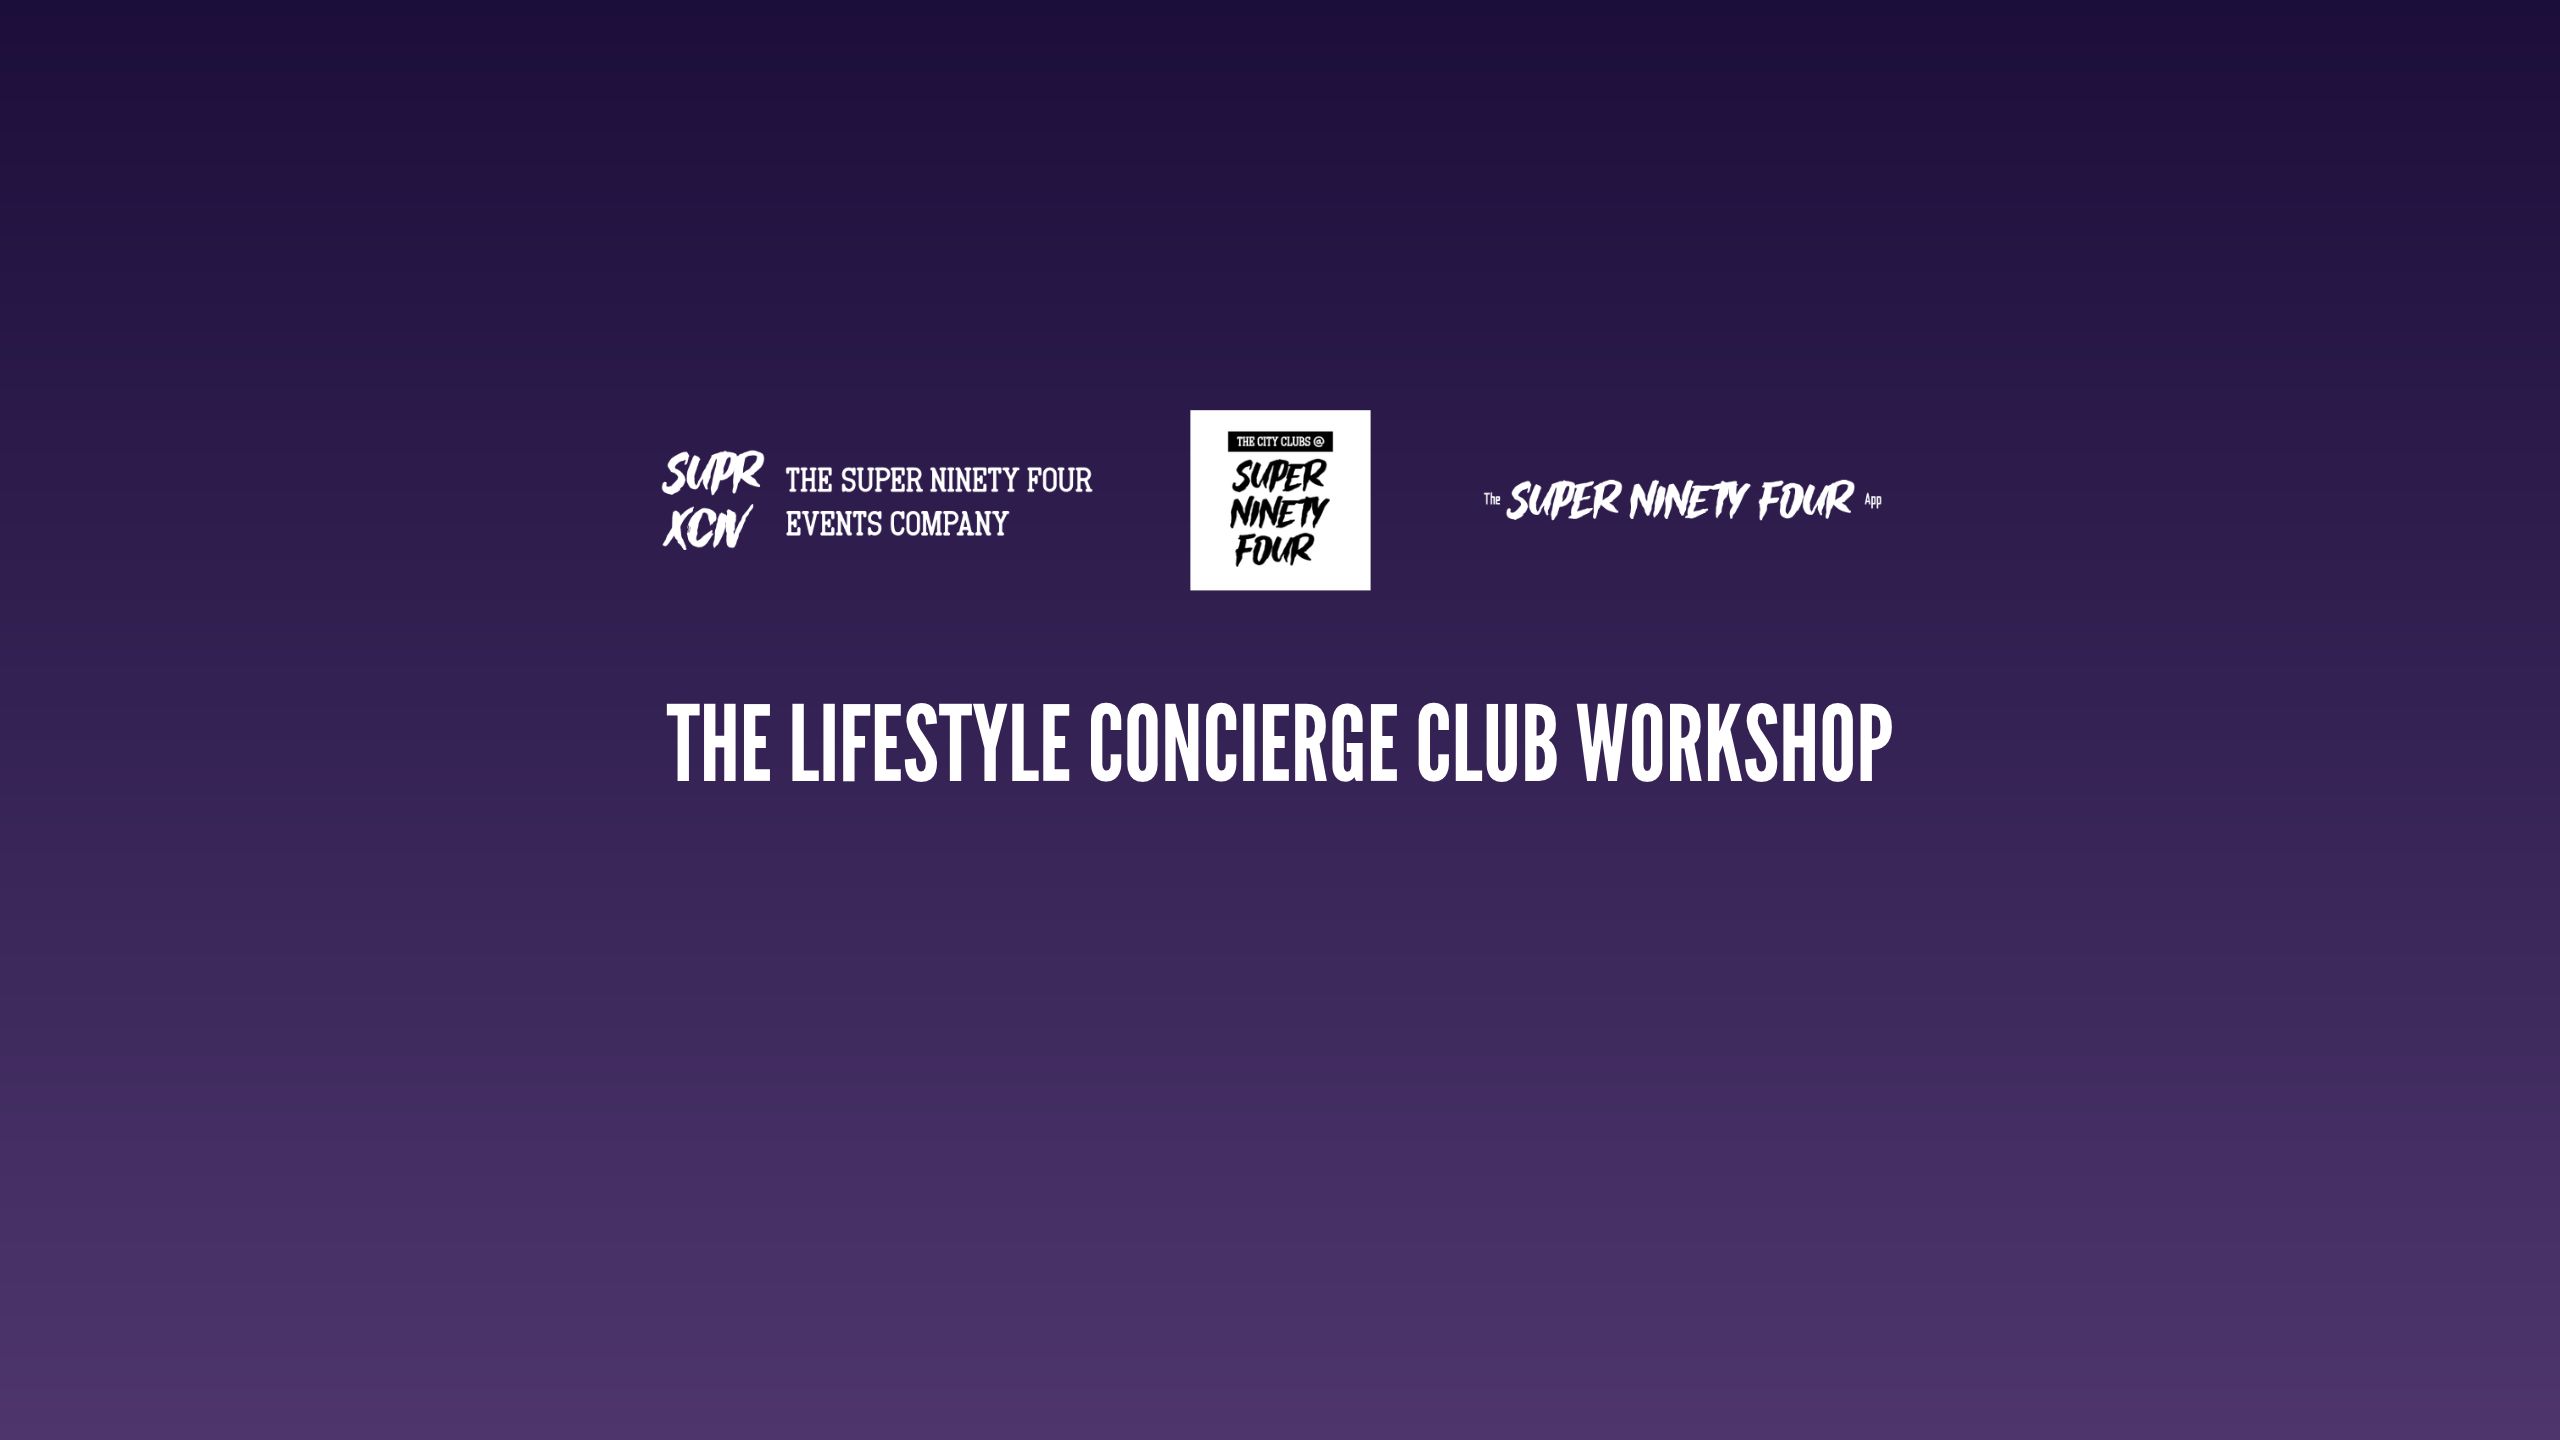 SUPR
XCIV
THE SUPER NINETY FOUR
EVENTS COMPANY
THE CITY CLUBS @
SUPER
NINETY
FOUR
The SUPER NINETY FOUR App
THE LIFESTYLE CONCIERGE CLUB WORKSHOP